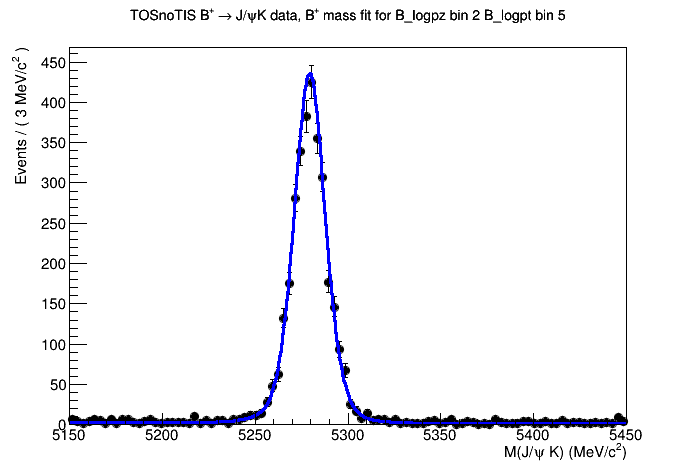 TOSnoTIS B⁺ → J/ψK data, B⁺ mass fit for B_logpz bin 2 B_logpt bin 5
Events / ( 3 MeV/c² )
450
400
350
300
250
200
150
100
50
0
5150 5200 5250 5300 5350 5400 5450
M(J/ψ K) (MeV/c²)